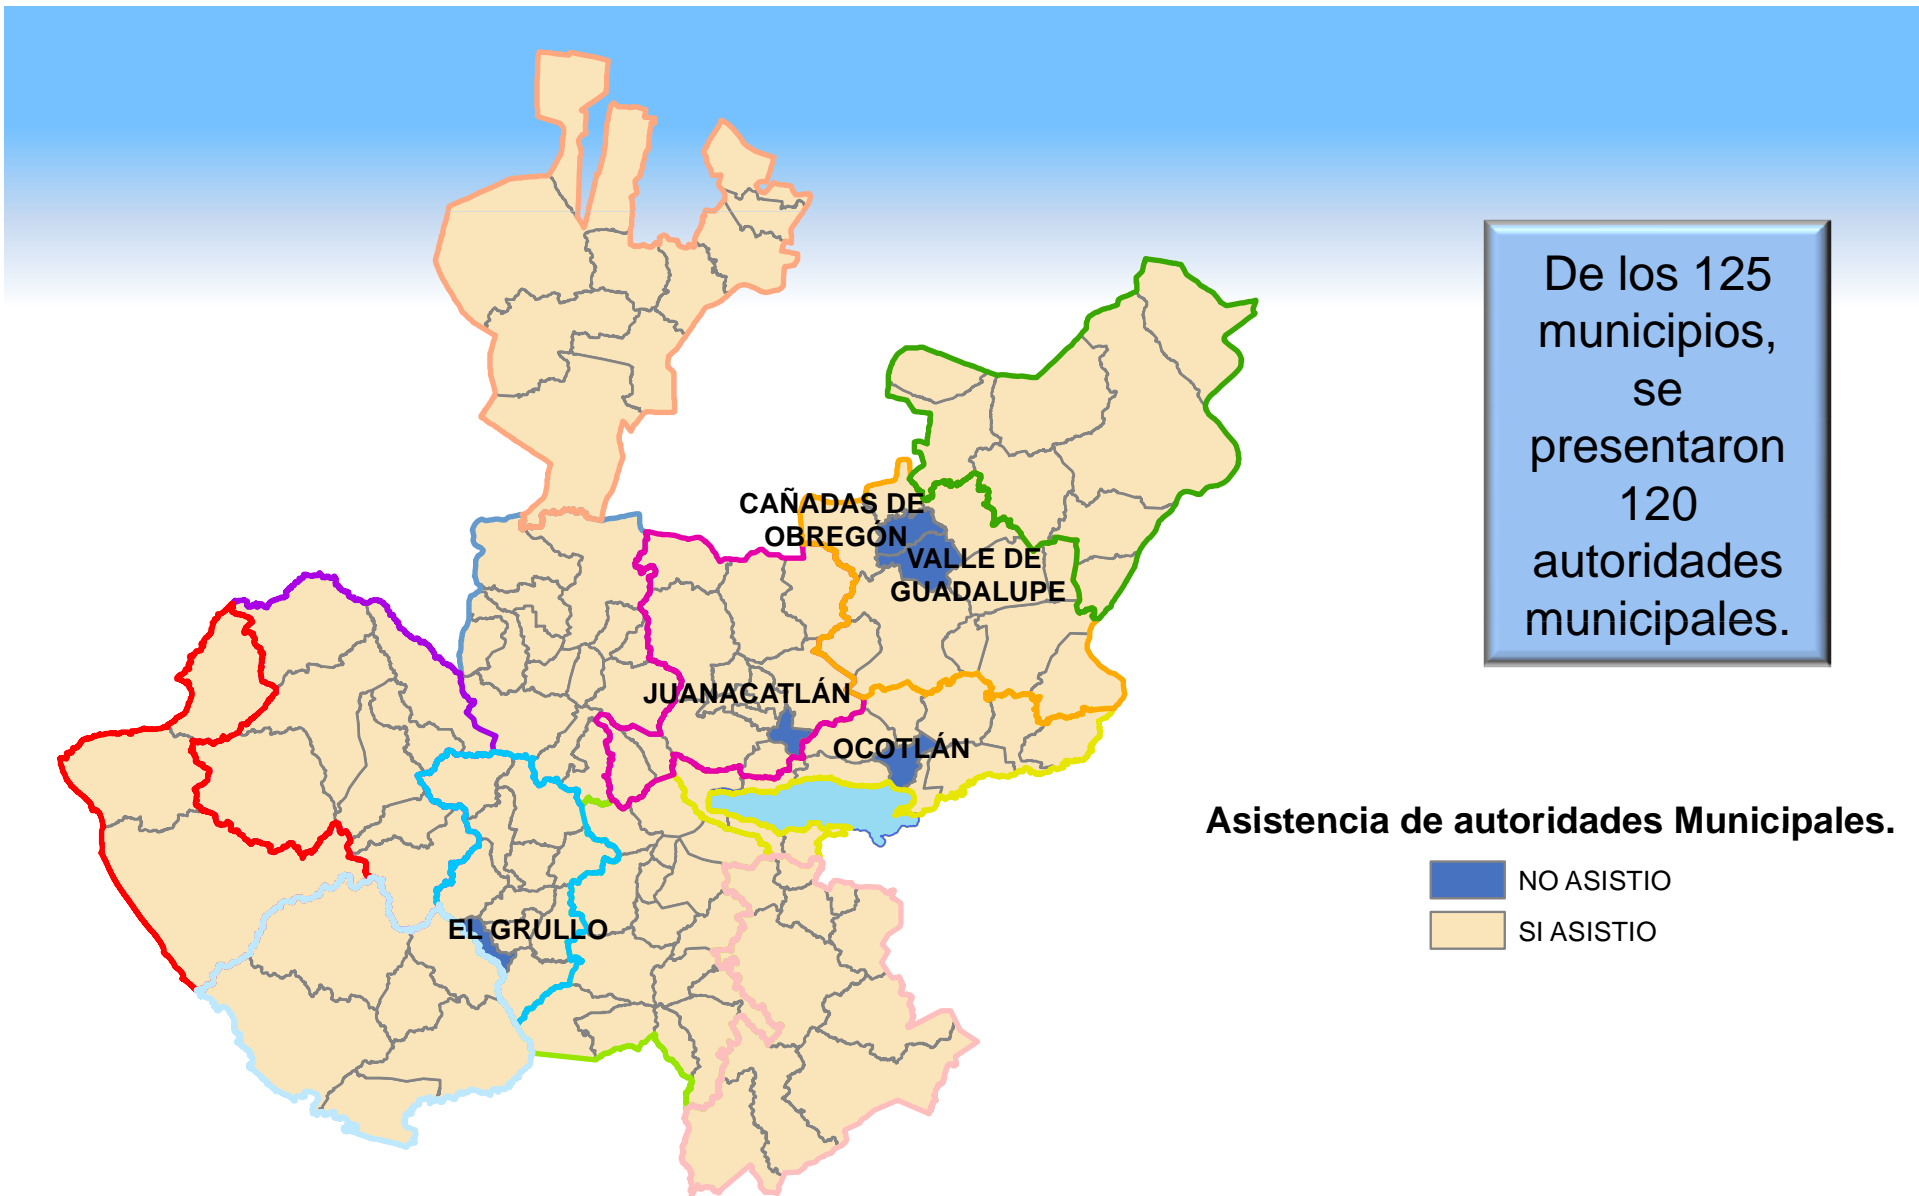 De los 125
municipios,
se
presentaron
120
autoridades
municipales.
CAÑADAS DE
OBREGÓN
VALLE DE
GUADALUPE
JUANACATLÁN
OCOTLÁN
EL GRULLO
Asistencia de autoridades Municipales.
NO ASISTIO
SI ASISTIO